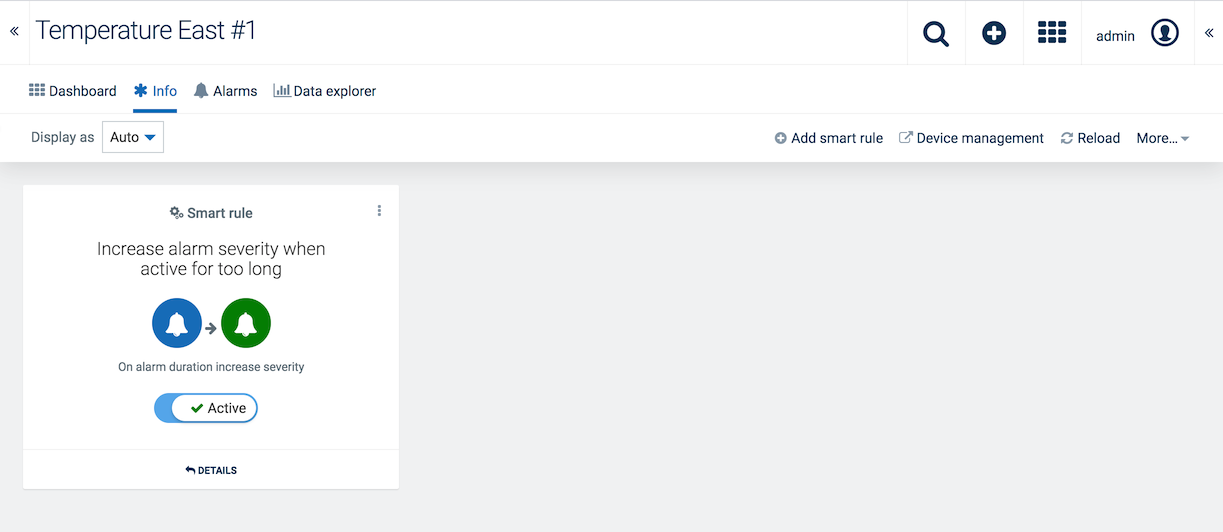 Temperature East #1
admin
Dashboard
Info
Alarms
Data explorer
Display as
Auto
Add smart rule
Device management
Reload
More...
Smart rule
Increase alarm severity when
active for too long
On alarm duration increase severity
Active
DETAILS